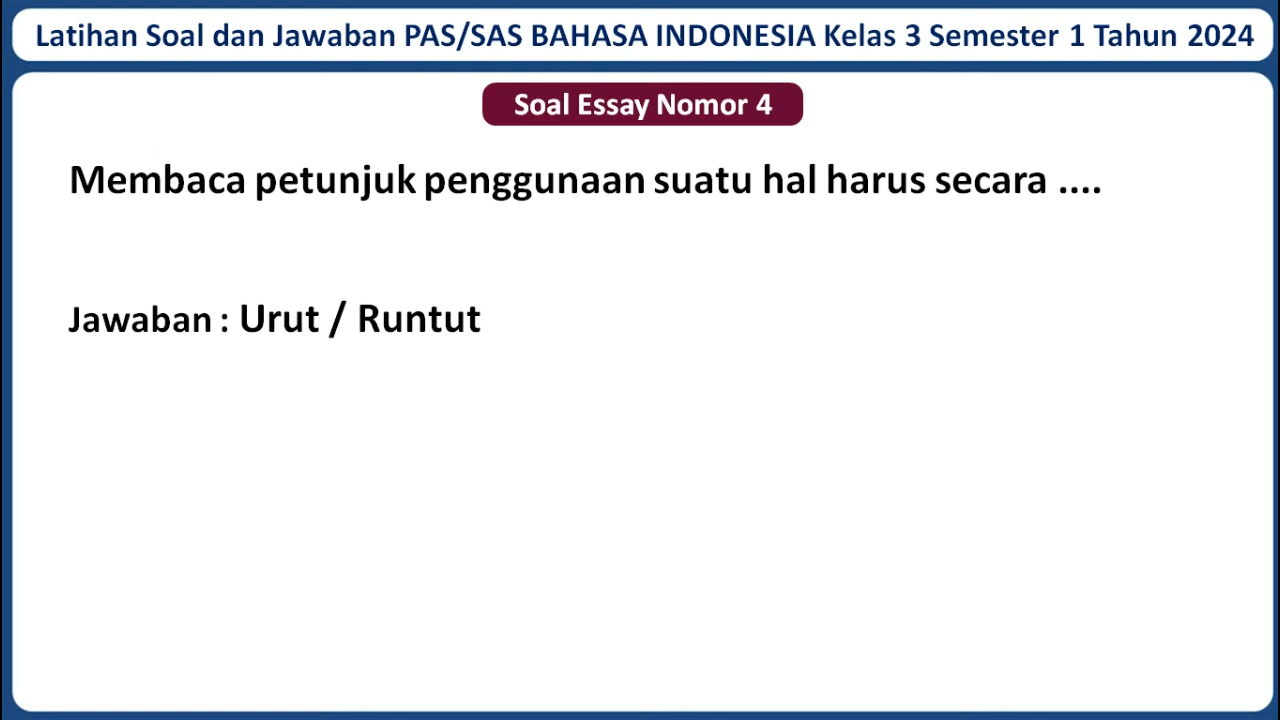 Latihan Soal dan Jawaban PAS/SAS BAHASA INDONESIA Kelas 3 Semester 1 Tahun 2024
Soal Essay Nomor 4
Membaca petunjuk penggunaan suatu hal harus secara ....
Jawaban : Urut / Runtut